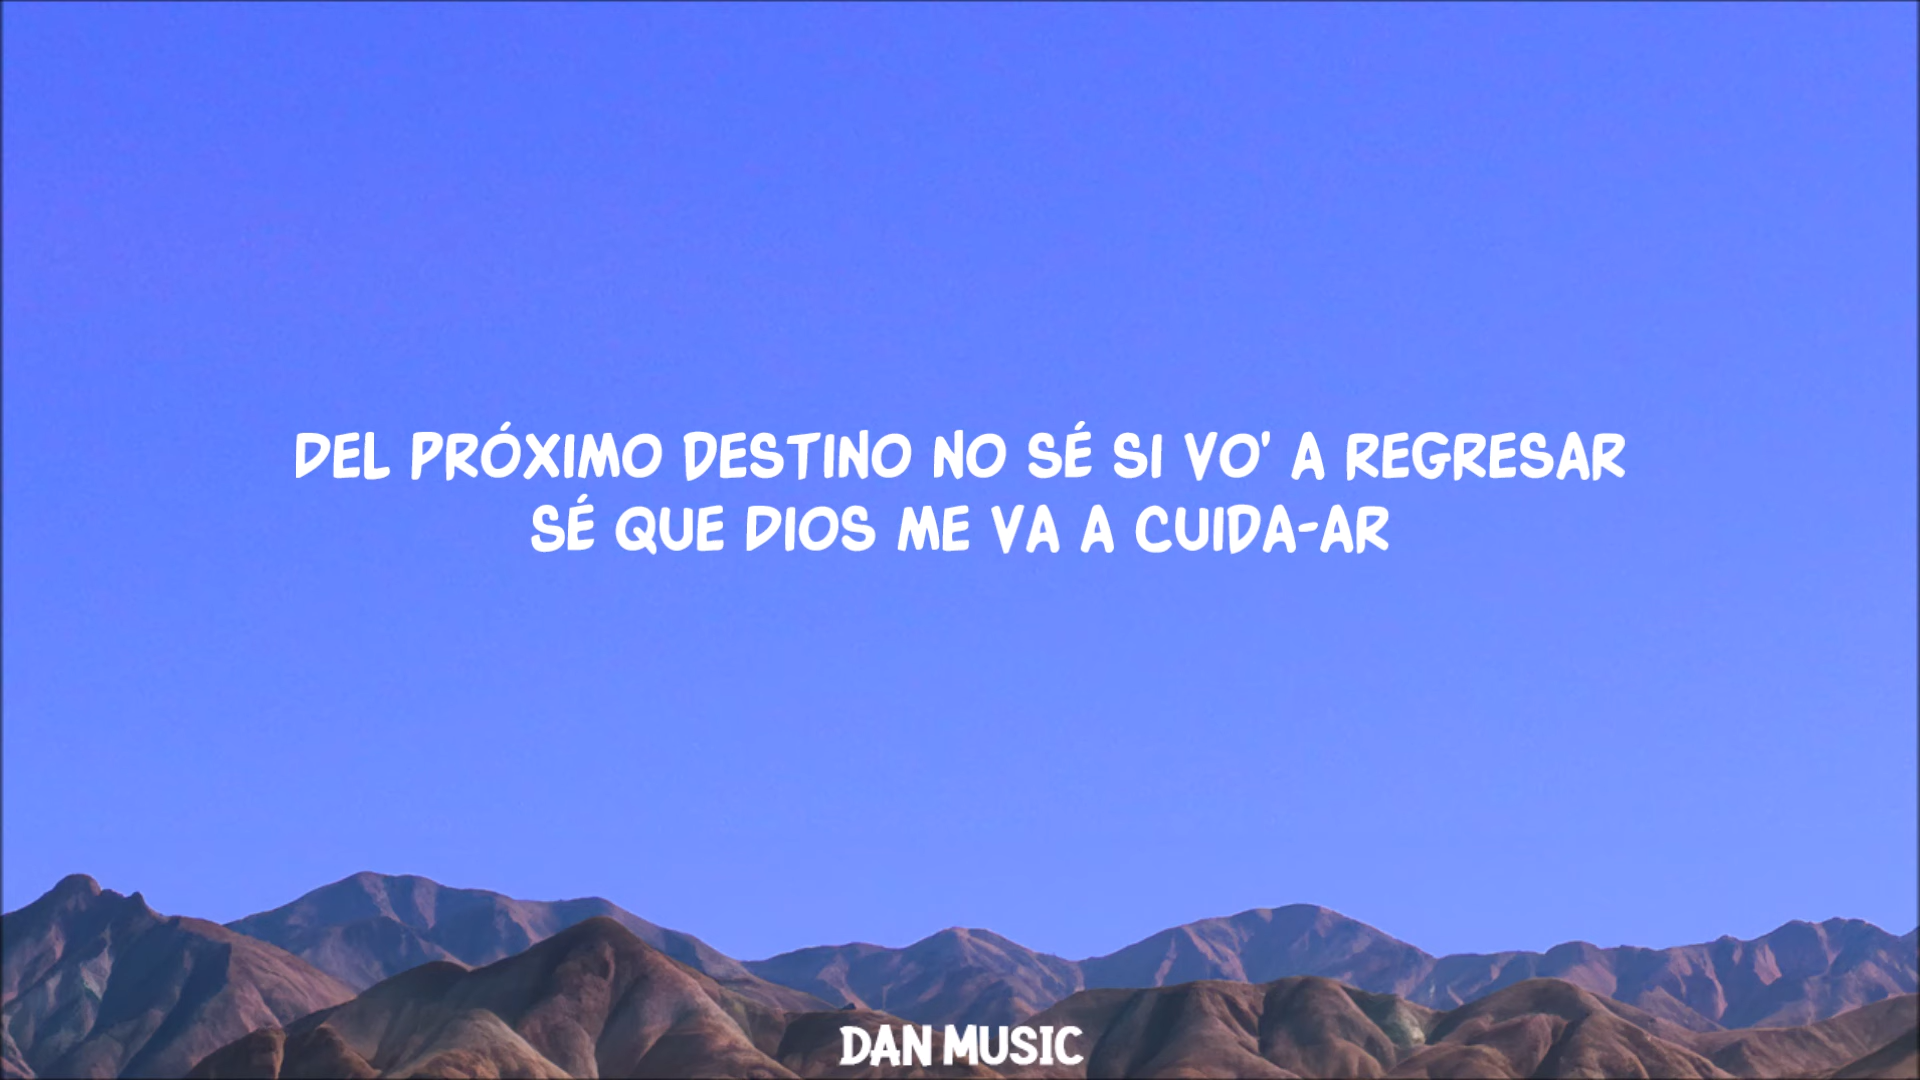 DEL PRÓXIMO DESTINO NO SÉ SI VO' A REGRESAR
SÉ QUE DIOS ME VA A CUIDA-AR
DAN MUSIC